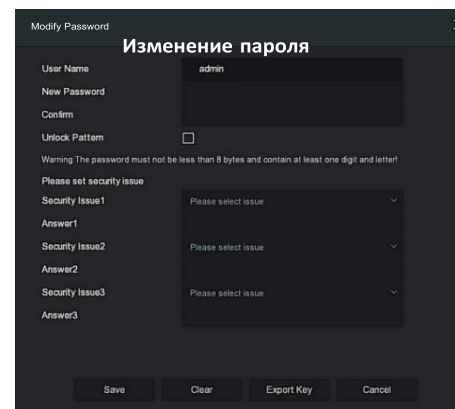 Modify Password
Изменение пароля
User Name admin
New Password
Confirm
Unlock Pattern
Warning:The password must not be less than 8 bytes and contain at least one digit and letter!
Please set security issue
Security Issue1 Please select issue
Answer1
Security Issue2 Please select issue
Answer2
Security Issue3 Please select issue
Answer3
Save Clear Export Key Cancel